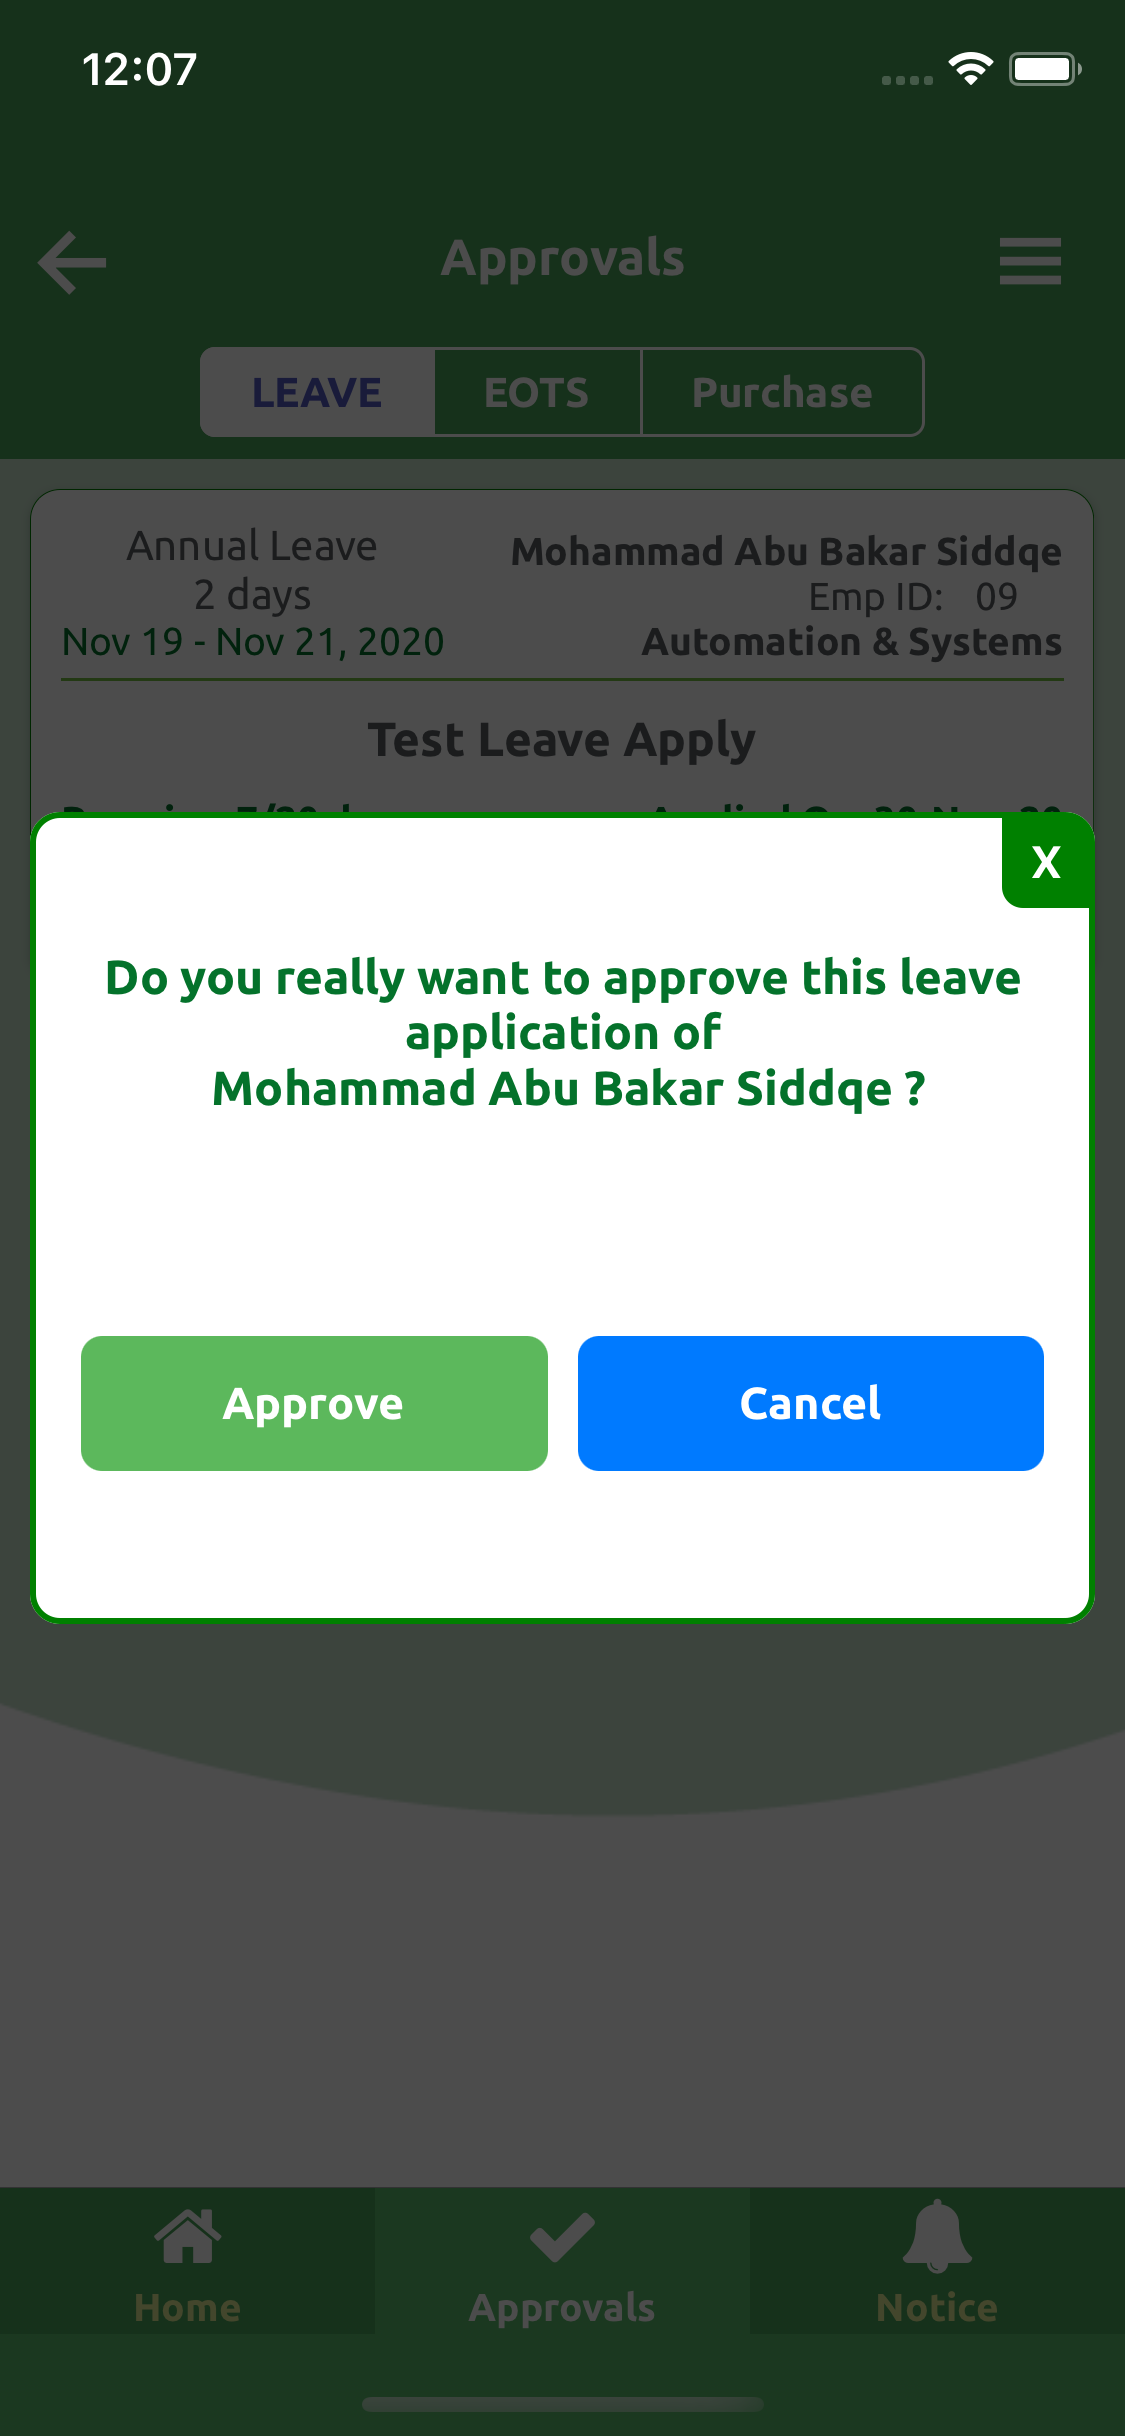 12:07
Approvals
LEAVE EOTS Purchase
Annual Leave
2 days
Nov 19 - Nov 21, 2020
Mohammad Abu Bakar Siddqe
Emp ID: 09
Automation & Systems
Test Leave Apply
X
Do you really want to approve this leave
application of
Mohammad Abu Bakar Siddqe ?
Approve Cancel
Home Approvals Notice